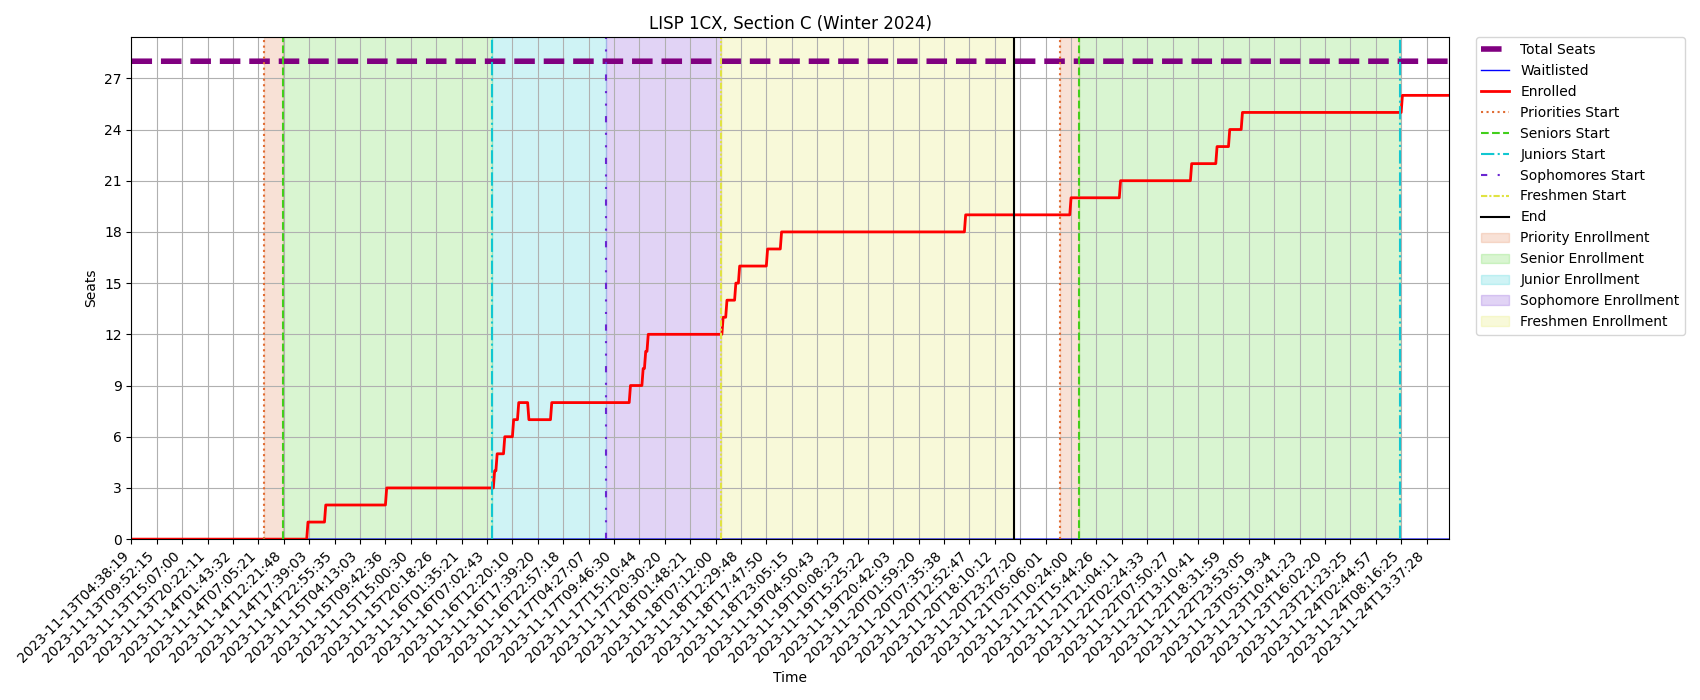 LISP 1CX, Section C (Winter 2024)
Total Seats
Waitlisted
Enrolled
Priorities Start
Seniors Start
Juniors Start
Sophomores Start
Freshmen Start
End
Priority Enrollment
Senior Enrollment
Junior Enrollment
Sophomore Enrollment
Freshmen Enrollment
Seats
27
24
21
18
15
12
9
6
3
0
2023-11-13T04:38:19
2023-11-13T09:52:15
2023-11-13T15:07:00
2023-11-13T20:22:11
2023-11-14T01:43:32
2023-11-14T07:05:21
2023-11-14T12:21:48
2023-11-14T17:39:03
2023-11-14T22:55:35
2023-11-15T04:13:03
2023-11-15T09:42:36
2023-11-15T15:00:30
2023-11-15T20:18:26
2023-11-16T01:35:21
2023-11-16T07:02:43
2023-11-16T12:20:10
2023-11-16T17:39:20
2023-11-16T22:57:18
2023-11-17T04:27:07
2023-11-17T09:46:30
2023-11-17T15:10:44
2023-11-17T20:30:20
2023-11-18T01:48:21
2023-11-18T07:12:00
2023-11-18T12:29:48
2023-11-18T17:47:50
2023-11-18T23:05:15
2023-11-19T04:50:43
2023-11-19T10:08:23
2023-11-19T15:25:22
2023-11-19T20:42:03
2023-11-20T01:59:20
2023-11-20T07:35:38
2023-11-20T12:52:47
2023-11-20T18:10:12
2023-11-20T23:27:20
2023-11-21T05:06:01
2023-11-21T10:24:00
2023-11-21T15:44:26
2023-11-21T21:04:11
2023-11-22T02:24:33
2023-11-22T07:50:27
2023-11-22T13:10:41
2023-11-22T18:31:59
2023-11-22T23:53:05
2023-11-23T05:19:34
2023-11-23T10:41:23
2023-11-23T16:02:20
2023-11-23T21:23:25
2023-11-24T02:44:57
2023-11-24T08:16:25
2023-11-24T13:37:28
Time